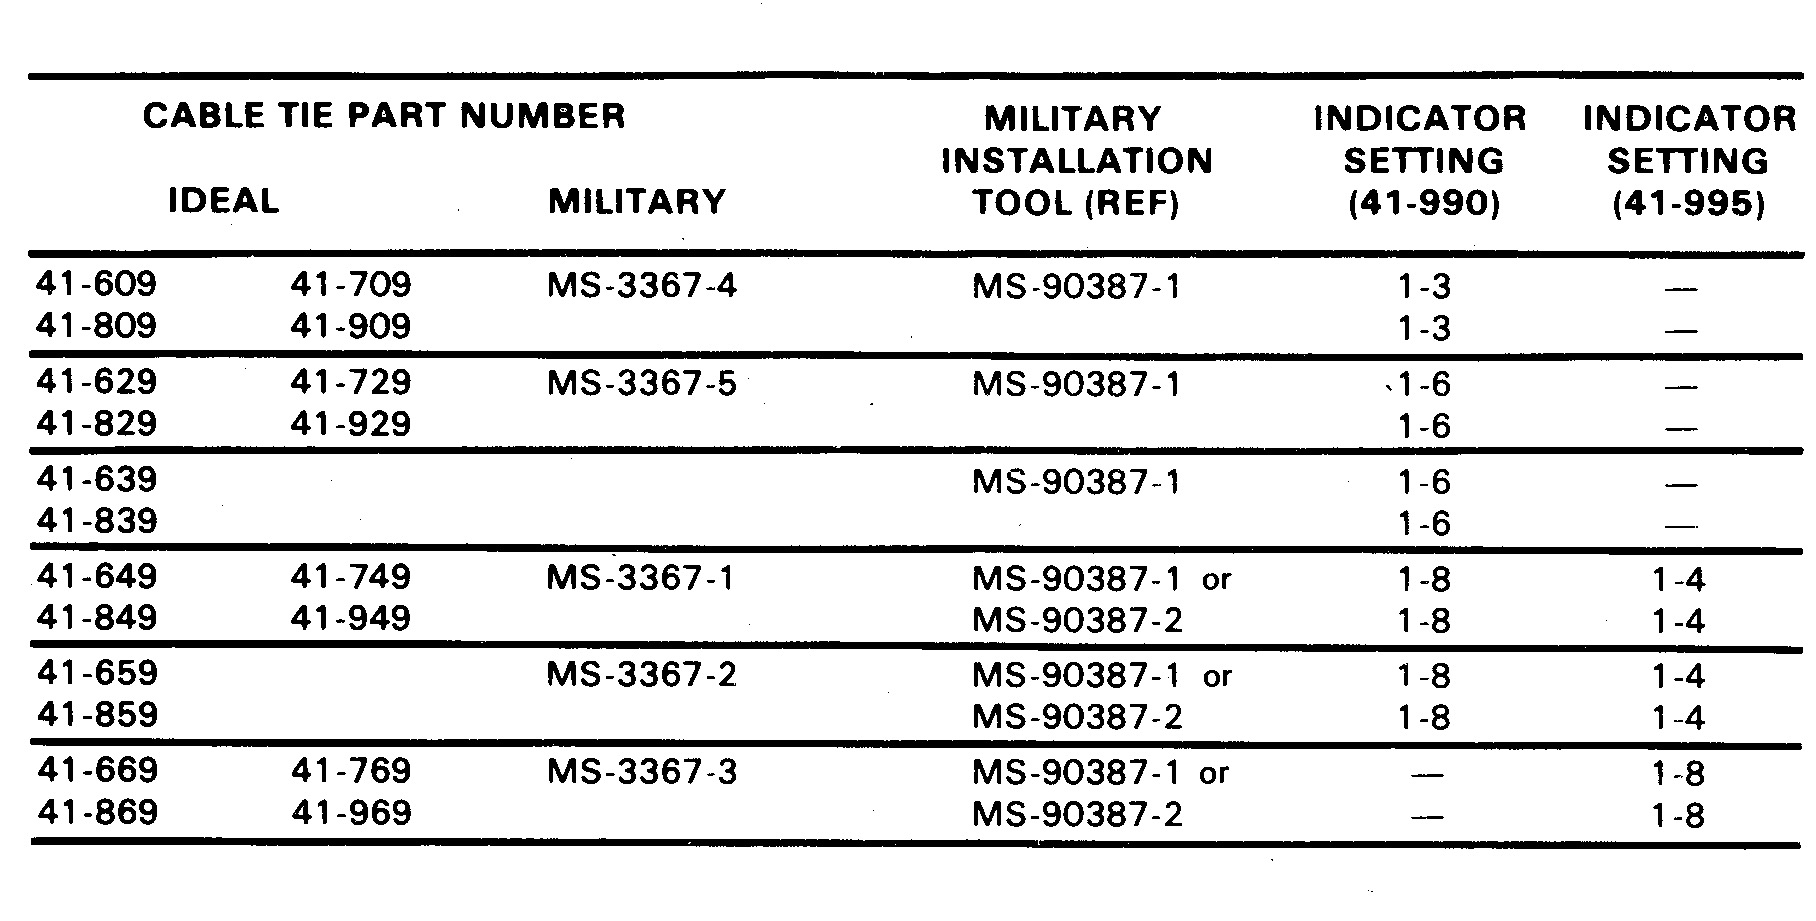 CABLE TIE PART NUMBER
IDEAL MILITARY
MILITARY INSTALLATION TOOL (REF)
INDICATOR SETTING (41-990)
INDICATOR SETTING (41-995)
41-609 41-709 MS-3367-4 MS-90387-1 1-3 —
41-809 41-909 1-3 —
41-629 41-729 MS-3367-5 MS-90387-1 1-6 —
41-829 41-929 1-6 —
41-639 MS-90387-1 1-6 —
41-839 1-6 —
41-649 41-749 MS-3367-1 MS-90387-1 or 1-8 1-4
41-849 41-949 MS-90387-2 1-8 1-4
41-659 MS-3367-2 MS-90387-1 or 1-8 1-4
41-859 MS-90387-2 1-8 1-4
41-669 41-769 MS-3367-3 MS-90387-1 or — 1-8
41-869 41-969 MS-90387-2 — 1-8